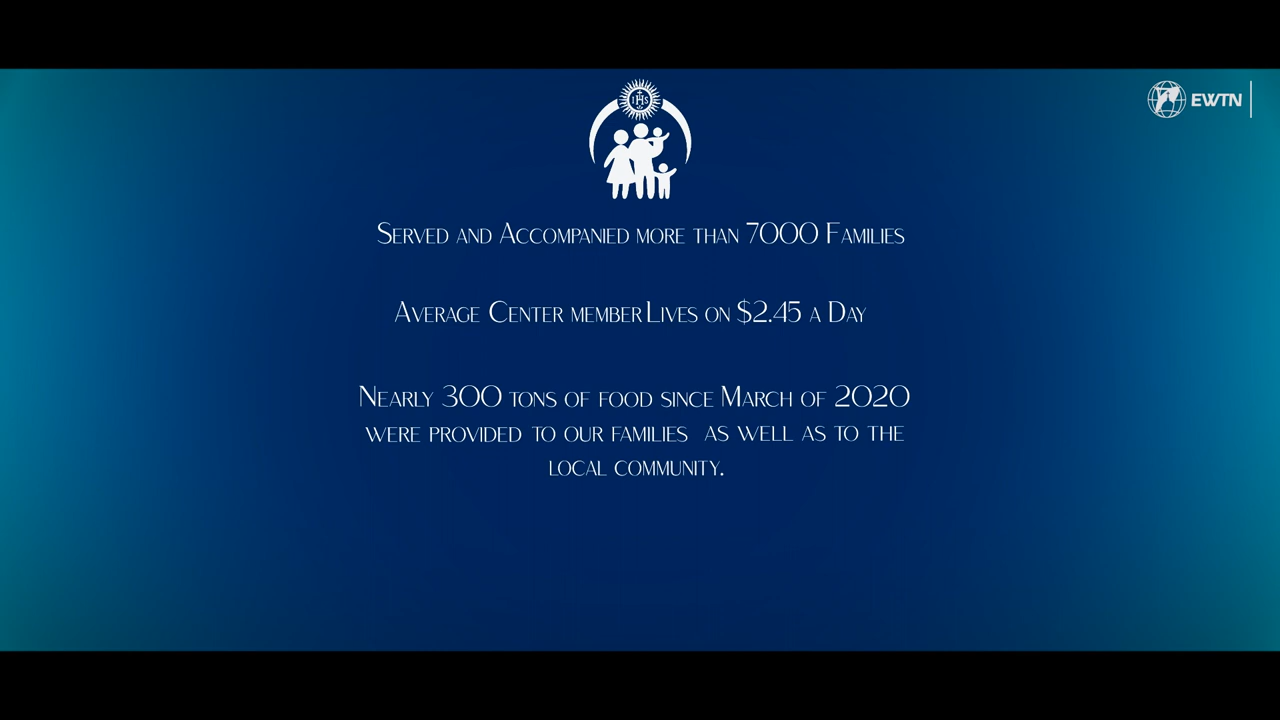 IHS
EWTN
Served and Accompanied more than 7000 Families
Average Center member Lives on $2.45 a Day
Nearly 300 tons of food since March of 2020
were provided to our families as well as to the
local community.